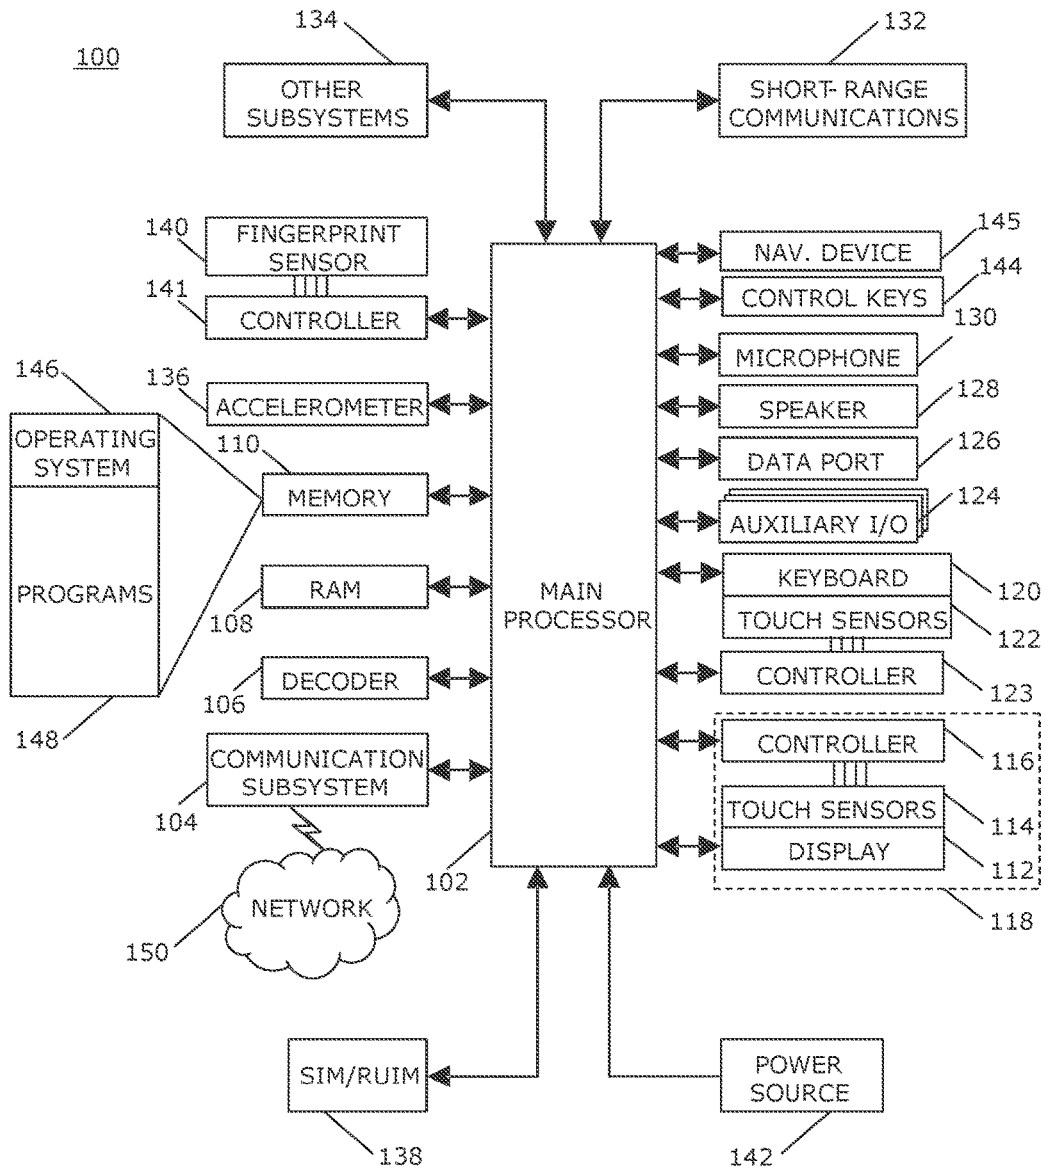 134
132
100
OTHER
SUBSYSTEMS
SHORT-RANGE
COMMUNICATIONS
140
FINGERPRINT
SENSOR
141
CONTROLLER
136
ACCELEROMETER
146
OPERATING
SYSTEM
PROGRAMS
148
110
MEMORY
108
RAM
106
DECODER
COMMUNICATION
SUBSYSTEM
104
NETWORK
150
MAIN
PROCESSOR
102
NAV. DEVICE
145
CONTROL KEYS
144
MICROPHONE
130
SPEAKER
128
DATA PORT
126
AUXILIARY I/O
124
KEYBOARD
120
TOUCH SENSORS
122
CONTROLLER
123
CONTROLLER
116
TOUCH SENSORS
114
DISPLAY
112
118
SIM/RUIM
138
POWER
SOURCE
142